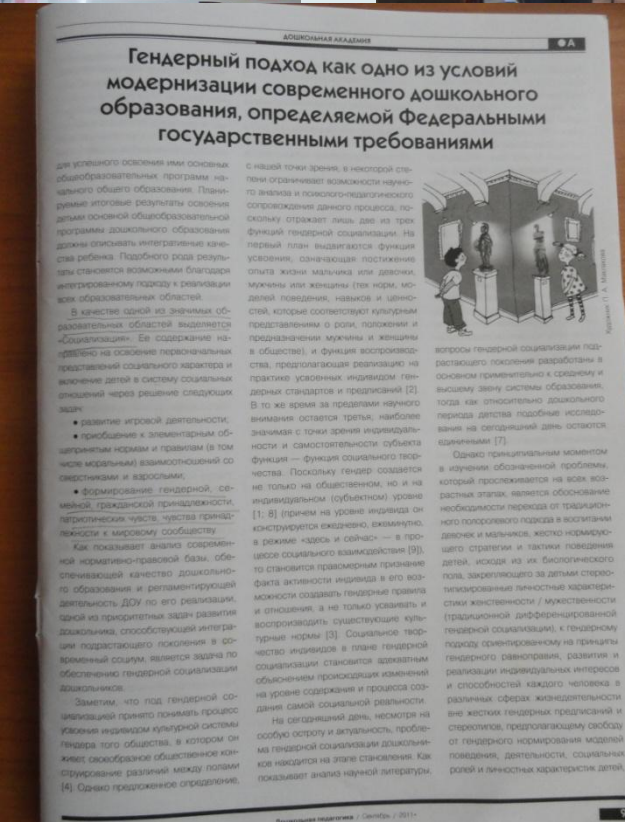 ДОШКОЛЬНАЯ АКАДЕМИЯ
Гендерный подход как одно из условий
модернизации современного дошкольного
образования, определяемой Федеральными
государственными требованиями
для успешного освоения ими основных
общеобразовательных программ на-
чального общего образования. Плани-
руемые итоговые результаты освоения
детьми основной общеобразовательной
программы дошкольного образования
должны описывать интегративные каче-
ства ребенка. Подобного рода резуль-
таты становятся возможными благодаря
интегрированному подходу к реализации
всех образовательных областей.
В качестве одной из значимых об-
разовательных областей выделяется
«Социализация». Ее содержание на-
правлено на освоение первоначальных
представлений социального характера и
включение детей в систему социальных
отношений через решение следующих
задач:
• развитие игровой деятельности;
• приобщение к элементарным об-
щепринятым нормам и правилам (в том
числе моральным) взаимоотношений со
сверстниками и взрослыми;
• формирование гендерной, се-
мейной, гражданской принадлежности,
патриотических чувств, чувства принад-
лежности к мировому сообществу.
Как показывает анализ современ-
ной нормативно-правовой базы, обе-
спечивающей качество дошкольно-
го образования и регламентирующей
деятельность ДОУ по его реализации,
одной из приоритетных задач развития
дошкольника, способствующей интегра-
ции подрастающего поколения в со-
временный социум, является задача по
обеспечению гендерной социализации
дошкольников.
Заметим, что под гендерной со-
циализацией принято понимать процесс
усвоения индивидом культурной системы
гендера того общества, в котором он
живет, своеобразное общественное кон-
струирование различий между полами
[4]. Однако предложенное определение,
с нашей точки зрения, в некоторой сте-
пени ограничивает возможности научно-
го анализа и психолого-педагогического
сопровождения данного процесса, по-
скольку отражает лишь две из трех
функций гендерной социализации. На
первый план выдвигаются функция
усвоения, означающая постижение
опыта жизни мальчика или девочки,
мужчины или женщины (тех норм, мо-
делей поведения, навыков и ценно-
стей, которые соответствуют культурным
представлениям о роли, положении и
предназначении мужчины и женщины
в обществе), и функция воспроизвод-
ства, предполагающая реализацию на
практике усвоенных индивидом гендер-
ных стандартов и предписаний [2].
В то же время за пределами научного
внимания остается третья, наиболее
значимая с точки зрения индивидуаль-
ности и самостоятельности субъекта
функция — функция социального твор-
чества. Поскольку гендер создается
не только на общественном, но и на
индивидуальном (субъектном) уровне
[1; 8] (причем на уровне индивида он
конструируется ежедневно, ежеминутно,
в режиме «здесь и сейчас» — в про-
цессе социального взаимодействия [9]),
то становится правомерным признание
факта активности индивида в его воз-
можности создавать гендерные правила
и отношения, а не только усваивать и
воспроизводить существующие куль-
турные нормы [3]. Социальное твор-
чество индивидов в плане гендерной
социализации становится адекватным
объяснением происходящих изменений
на уровне содержания и процесса соз-
дания самой социальной реальности.
На сегодняшний день, несмотря на
особую остроту и актуальность, пробле-
ма гендерной социализации дошкольни-
ков находится на этапе становления. Как
показывает анализ научной литературы,
Художник П. А. Максимова
вопросы гендерной социализации под-
растающего поколения разработаны в
основном применительно к среднему и
высшему звену системы образования,
тогда как относительно дошкольного
периода детства подобные исследо-
вания на сегодняшний день остаются
единичными [7].
Однако принципиальным моментом
в изучении обозначенной проблемы,
который прослеживается на всех воз-
растных этапах, является обоснование
необходимости перехода от традицион-
ного полоролевого подхода в воспитании
девочек и мальчиков, жестко нормирую-
щего стратегии и тактики поведения
детей, исходя из их биологического
пола, закрепляющего за детьми стерео-
типизированные личностные характери-
стики женственности / мужественности
(традиционной дифференцированной
гендерной социализации), к гендерному
подходу, ориентированному на принципы
гендерного равноправия, развития и
реализации индивидуальных интересов
и способностей каждого человека в
различных сферах жизнедеятельности
вне жестких гендерных предписаний и
стереотипов, предполагающему свободу
от гендерного нормирования моделей
поведения, деятельности, социальных
ролей и личностных характеристик детей.
Дошкольная педагогика / Сентябрь / 2011г.